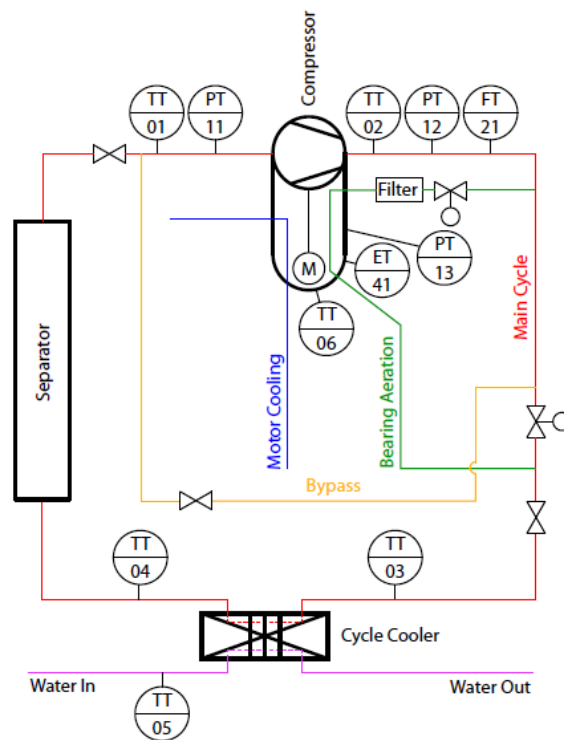 Compressor
TT
01
PT
11
TT
02
PT
12
FT
21
Filter
PT
13
ET
41
M
TT
06
Main Cycle
Separator
Motor Cooling
Bearing Aeration
Bypass
TT
04
TT
03
Cycle Cooler
Water In
Water Out
TT
05